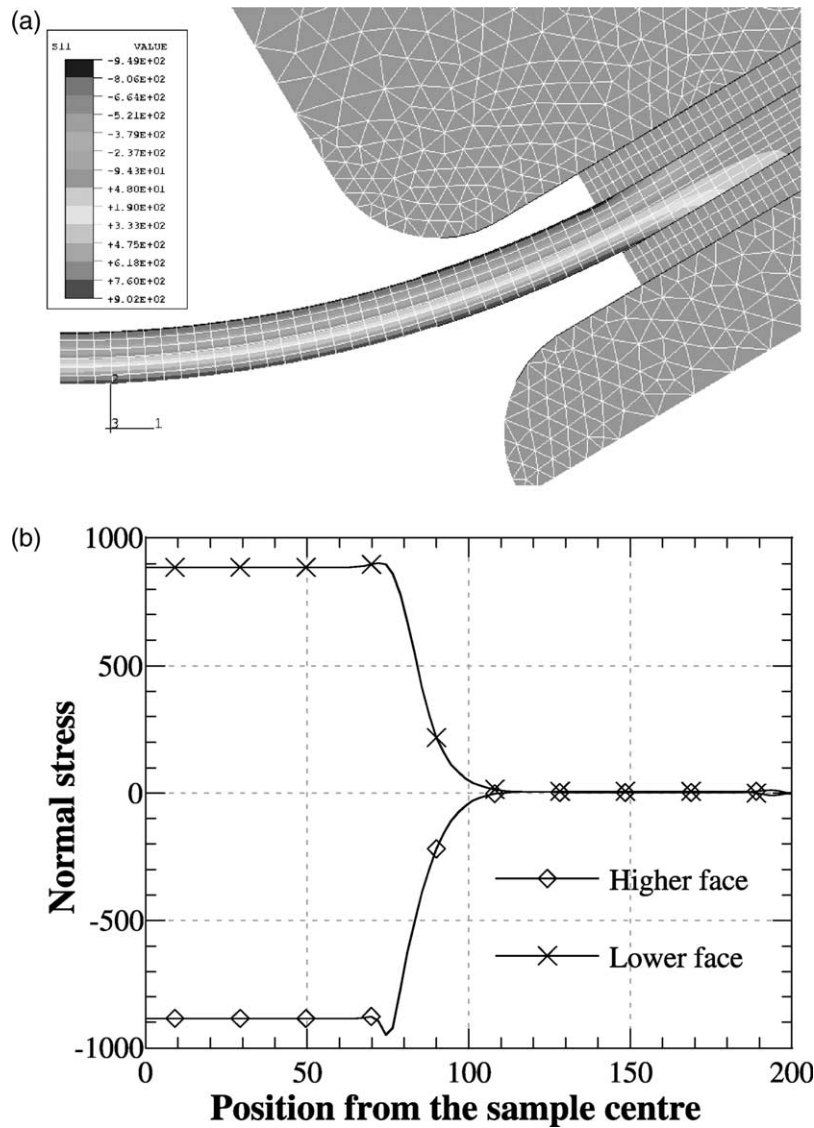 (a)
S11 VALUE
-9.49E+02
-8.06E+02
-6.64E+02
-5.21E+02
-3.79E+02
-2.37E+02
-9.43E+01
+4.80E+01
+1.90E+02
+3.33E+02
+4.75E+02
+6.18E+02
+7.60E+02
+9.02E+02
2
3 1
(b)
1000
500
0
-500
-1000
Normal stress
Higher face
Lower face
0 50 100 150 200
Position from the sample centre